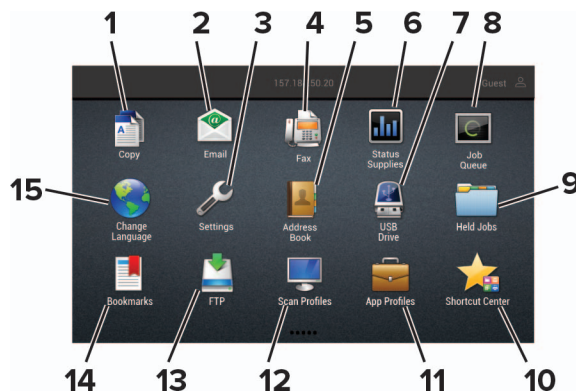 1 2 3 4 5 6 7 8
157.18 50.20 Guest
Copy Email Fax Status Supplies Job Queue
15 9
Change Language Settings Address Book USB Drive Held Jobs
Bookmarks FTP Scan Profiles App Profiles Shortcut Center
14 13 12 11 10